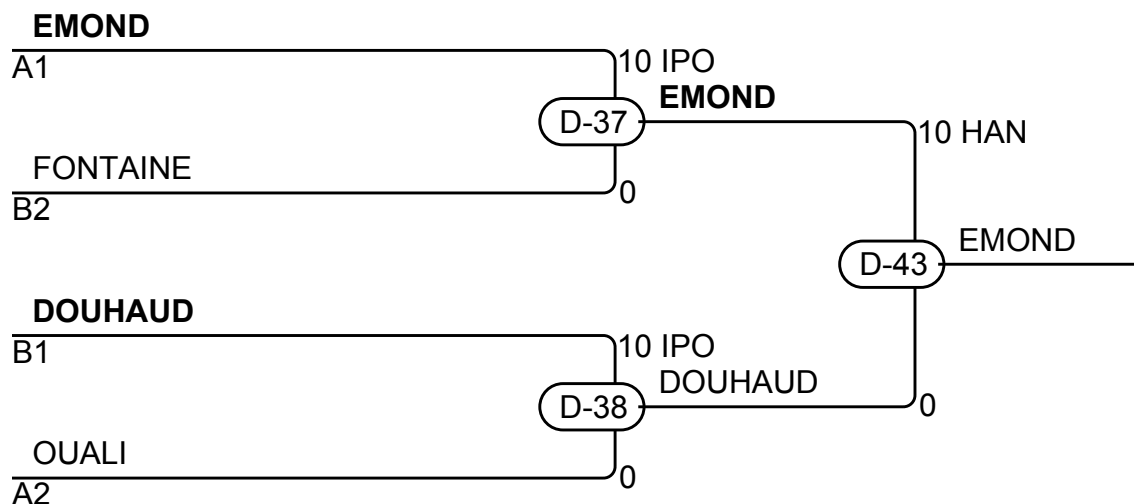 EMOND
A1
10 IPO
EMOND
D-37
10 HAN
FONTAINE
0
B2
EMOND
D-43
DOUHAUD
B1
10 IPO
DOUHAUD
D-38
0
OUALI
0
A2